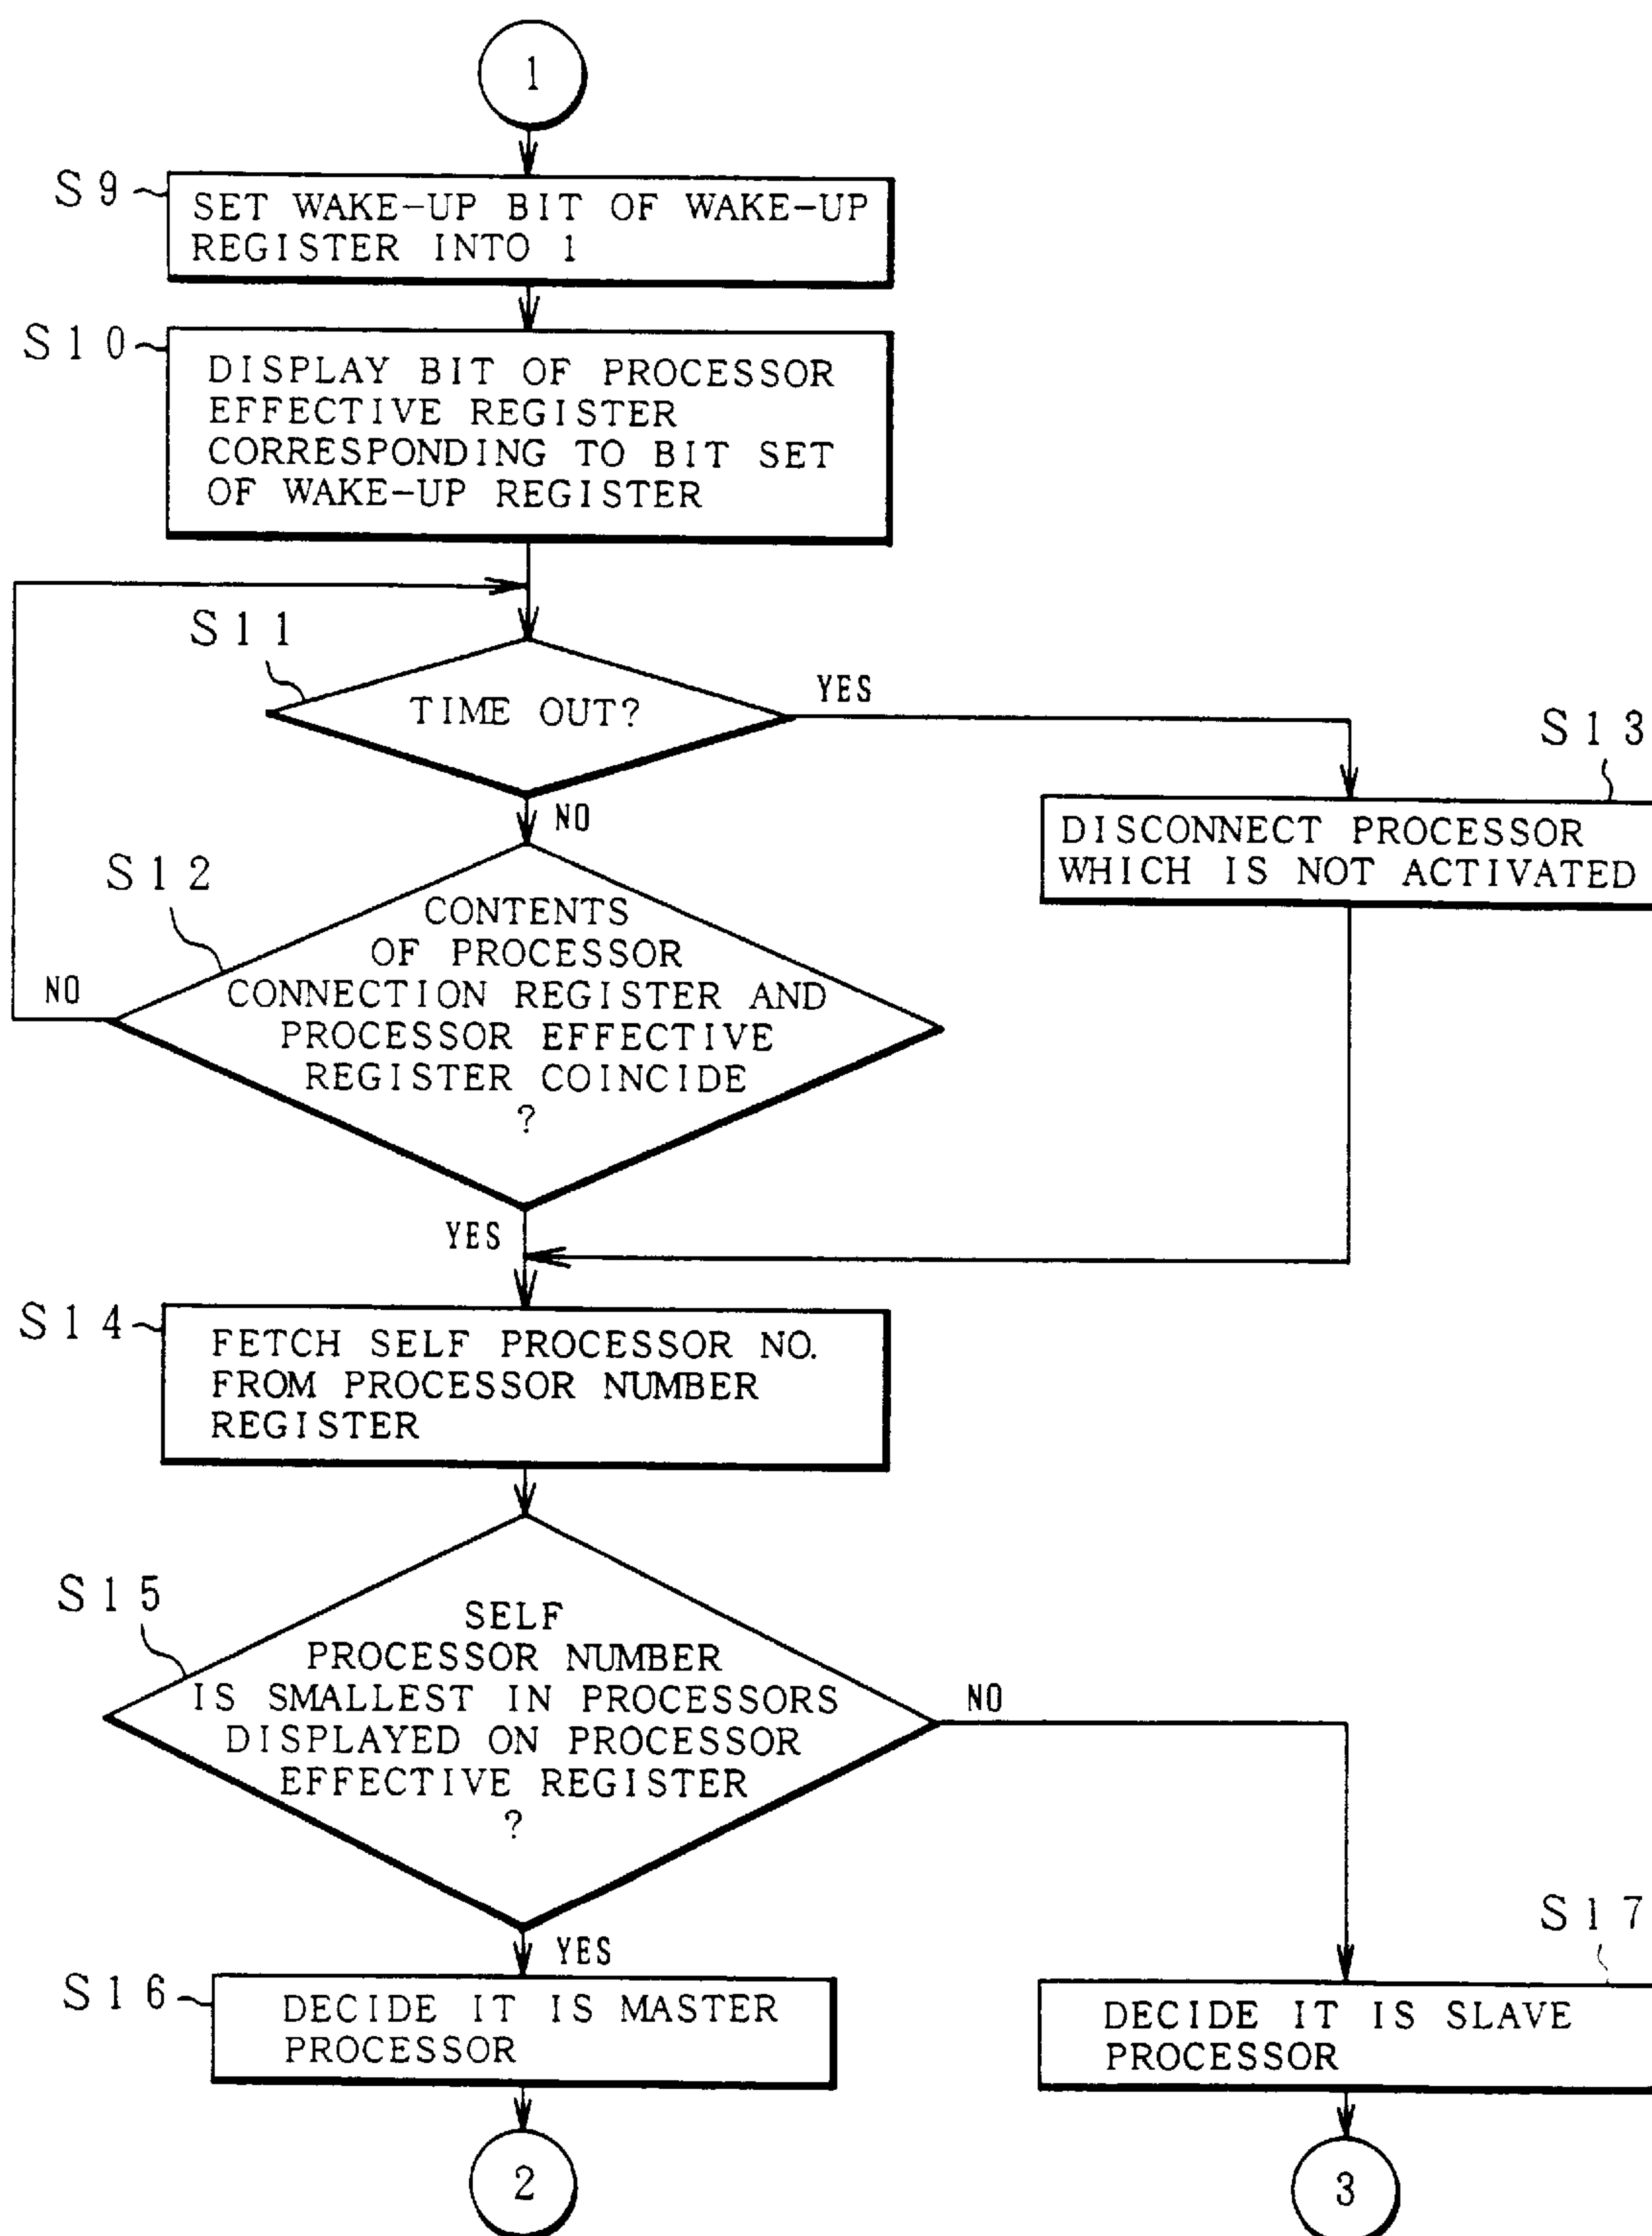 1
S9
SET WAKE-UP BIT OF WAKE-UP
REGISTER INTO 1
S10
DISPLAY BIT OF PROCESSOR
EFFECTIVE REGISTER
CORRESPONDING TO BIT SET
OF WAKE-UP REGISTER
S11
TIME OUT?
YES
NO
S13
DISCONNECT PROCESSOR
WHICH IS NOT ACTIVATED
S12
CONTENTS
OF PROCESSOR
CONNECTION REGISTER AND
PROCESSOR EFFECTIVE
REGISTER COINCIDE
?
NO
YES
S14
FETCH SELF PROCESSOR NO.
FROM PROCESSOR NUMBER
REGISTER
S15
SELF
PROCESSOR NUMBER
IS SMALLEST IN PROCESSORS
DISPLAYED ON PROCESSOR
EFFECTIVE REGISTER
?
NO
YES
S16
DECIDE IT IS MASTER
PROCESSOR
S17
DECIDE IT IS SLAVE
PROCESSOR
2
3